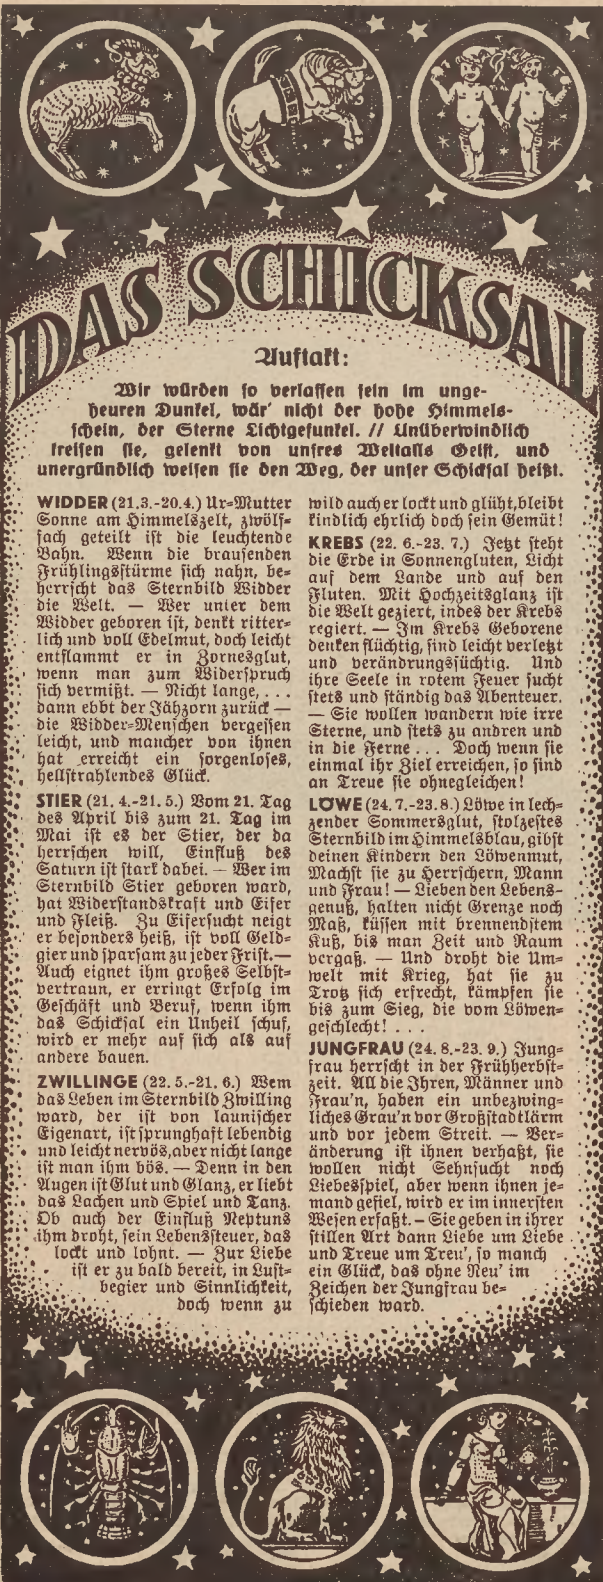 DAS SCHICKSAL
Auftakt:
Wir würden so verlassen sein im unge-
heuren Dunkel, wär' nicht der hohe Himmels-
schein, der Sterne Lichtgefunkel. // Unüberwindlich
kreisen sie, gelenkt von unsres Weltalls Geist, und
unergründlich weisen sie den Weg, der unser Schicksal heißt.
WIDDER (21.3.-20.4.) Ur-Mutter
Sonne am Himmelszelt, zwölf-
fach geteilt ist die leuchtende
Bahn. Wenn die brausenden
Frühlingsstürme sich nahn, be-
herrscht das Sternbild Widder
die Welt. — Wer unter dem
Widder geboren ist, denkt ritter-
lich und voll Edelmut, doch leicht
entflammt er in Zornesglut,
wenn man zum Widerspruch
sich vermißt. — Nicht lange, ...
dann ebbt der Jähzorn zurück —
die Widder-Menschen vergessen
leicht, und mancher von ihnen
hat erreicht ein sorgenloses,
hellstrahlendes Glück.
STIER (21. 4.-21. 5.) Vom 21. Tag
des April bis zum 21. Tag im
Mai ist es der Stier, der da
herrschen will, Einfluß des
Saturn ist stark dabei. — Wer im
Sternbild Stier geboren ward,
hat Widerstandskraft und Eifer
und Fleiß. Zu Eifersucht neigt
er besonders heiß, ist voll Geld-
gier und sparsam zu jeder Frist.—
Auch eignet ihm großes Selbst-
vertraun, er erringt Erfolg im
Geschäft und Beruf, wenn ihm
das Schicksal ein Unheil schuf,
wird er mehr auf sich als auf
andere bauen.
ZWILLINGE (22. 5.-21. 6.) Wem
das Leben im Sternbild Zwilling
ward, der ist von launischer
Eigenart, ist sprunghaft lebendig
und leicht nervös, aber nicht lange
ist man ihm bös. — Denn in den
Augen ist Glut und Glanz, er liebt
das Lachen und Spiel und Tanz.
Ob auch der Einfluß Neptuns
ihm droht, sein Lebenssteuer, das
lockt und lohnt. — Zur Liebe
ist er zu bald bereit, in Lust-
begier und Sinnlichkeit,
doch wenn zu
wild auch er lockt und glüht, bleibt
kindlich ehrlich doch sein Gemüt!
KREBS (22. 6.-23. 7.) Jetzt steht
die Erde in Sonnengluten, Licht
auf dem Lande und auf den
Fluten. Mit Hochzeitsglanz ist
die Welt geziert, indes der Krebs
regiert. — Im Krebs Geborene
denken flüchtig, sind leicht verletzt
und verändrungssüchtig. Und
ihre Seele in rotem Feuer sucht
stets und ständig das Abenteuer.
— Sie wollen wandern wie irre
Sterne, und stets zu andren und
in die Ferne ... Doch wenn sie
einmal ihr Ziel erreichen, so sind
an Treue sie ohnegleichen!
LÖWE (24. 7.-23. 8.) Löwe in lech-
zender Sommersglut, stolzestes
Sternbild im Himmelsblau, gibst
deinen Kindern den Löwenmut,
Machst sie zu Herrschern, Mann
und Frau! — Lieben den Lebens-
genuß, halten nicht Grenze noch
Maß, küssen mit brennendstem
Kuß, bis man Zeit und Raum
vergaß. — Und droht die Um-
welt mit Krieg, hat sie zu
Trotz sich erfrecht, kämpfen sie
bis zum Sieg, die vom Löwen-
geschlecht! ...
JUNGFRAU (24. 8.-23. 9.) Jung-
frau herrscht in der Frühherbst-
zeit. All die Ihren, Männer und
Frau'n, haben ein unbezwing-
liches Grau'n vor Großstadtlärm
und vor jedem Streit. — Ver-
änderung ist ihnen verhaßt, sie
wollen nicht Sehnsucht noch
Liebesspiel, aber wenn ihnen je-
mand gefiel, wird er im innersten
Wesen erfaßt. – Sie geben in ihrer
stillen Art dann Liebe um Liebe
und Treue um Treu', so manch
ein Glück, das ohne Reu' im
Zeichen der Jungfrau be-
schieden ward.